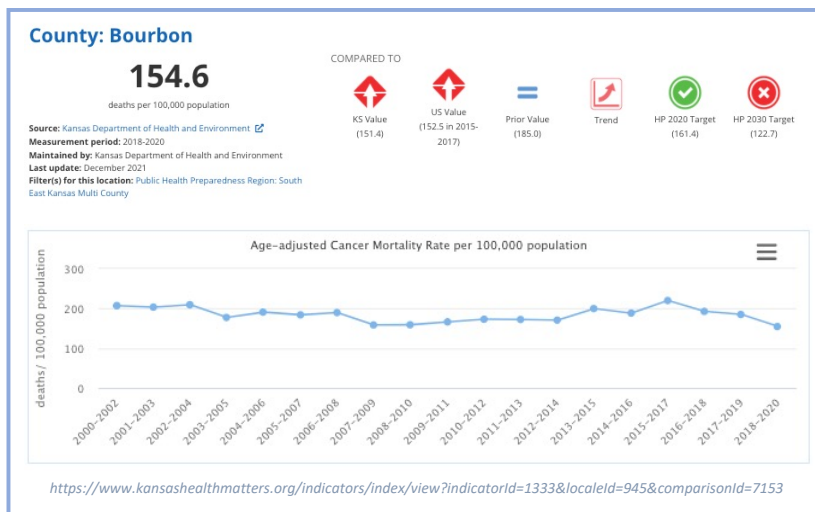 County: Bourbon
154.6
deaths per 100,000 population
Source: Kansas Department of Health and Environment
Measurement period: 2018-2020
Maintained by: Kansas Department of Health and Environment
Last update: December 2021
Filter(s) for this location: Public Health Preparedness Region: South
East Kansas Multi County
COMPARED TO
KS Value
(151.4)
US Value
(152.5 in 2015-
2017)
Prior Value
(185.0)
Trend
HP 2020 Target
(161.4)
HP 2030 Target
(122.7)
Age-adjusted Cancer Mortality Rate per 100,000 population
deaths/ 100,000 population
300
200
100
0
2000–2002
2001–2003
2002–2004
2003–2005
2004–2006
2005–2007
2006–2008
2007–2009
2008–2010
2009–2011
2010–2012
2011–2013
2012–2014
2013–2015
2014–2016
2015–2017
2016–2018
2017–2019
2018–2020
https://www.kansashealthmatters.org/indicators/index/view?indicatorId=1333&localeId=945&comparisonId=7153